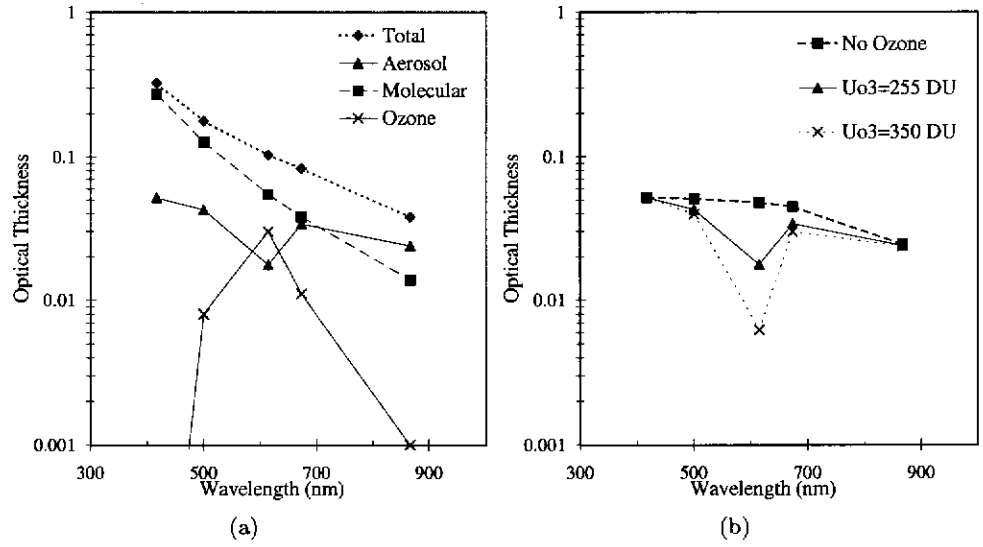 1
0.1
0.01
0.001
Optical Thickness
Total
Aerosol
Molecular
Ozone
300
500
700
900
Wavelength (nm)
(a)
1
0.1
0.01
0.001
Optical Thickness
No Ozone
Uo3=255 DU
Uo3=350 DU
300
500
700
900
Wavelength (nm)
(b)